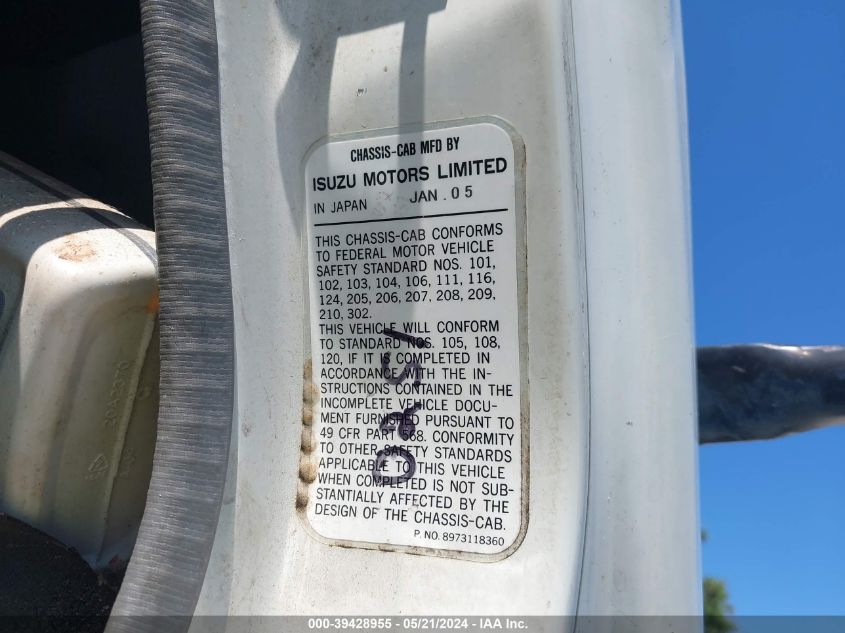 CHASSIS-CAB MFD BY
ISUZU MOTORS LIMITED
IN JAPAN JAN.05
THIS CHASSIS-CAB CONFORMS
TO FEDERAL MOTOR VEHICLE
SAFETY STANDARD NOS. 101,
102, 103, 104, 106, 111, 116,
124, 205, 206, 207, 208, 209,
210, 302.
THIS VEHICLE WILL CONFORM
TO STANDARD NOS. 105, 108,
120, IF IT IS COMPLETED IN
ACCORDANCE WITH THE IN-
STRUCTIONS CONTAINED IN THE
INCOMPLETE VEHICLE DOCU-
MENT FURNISHED PURSUANT TO
49 CFR PART 568. CONFORMITY
TO OTHER SAFETY STANDARDS
APPLICABLE TO THIS VEHICLE
WHEN COMPLETED IS NOT SUB-
STANTIALLY AFFECTED BY THE
DESIGN OF THE CHASSIS-CAB.
P. NO. 8973118360
000-39428955 - 05/21/2024 - IAA Inc.